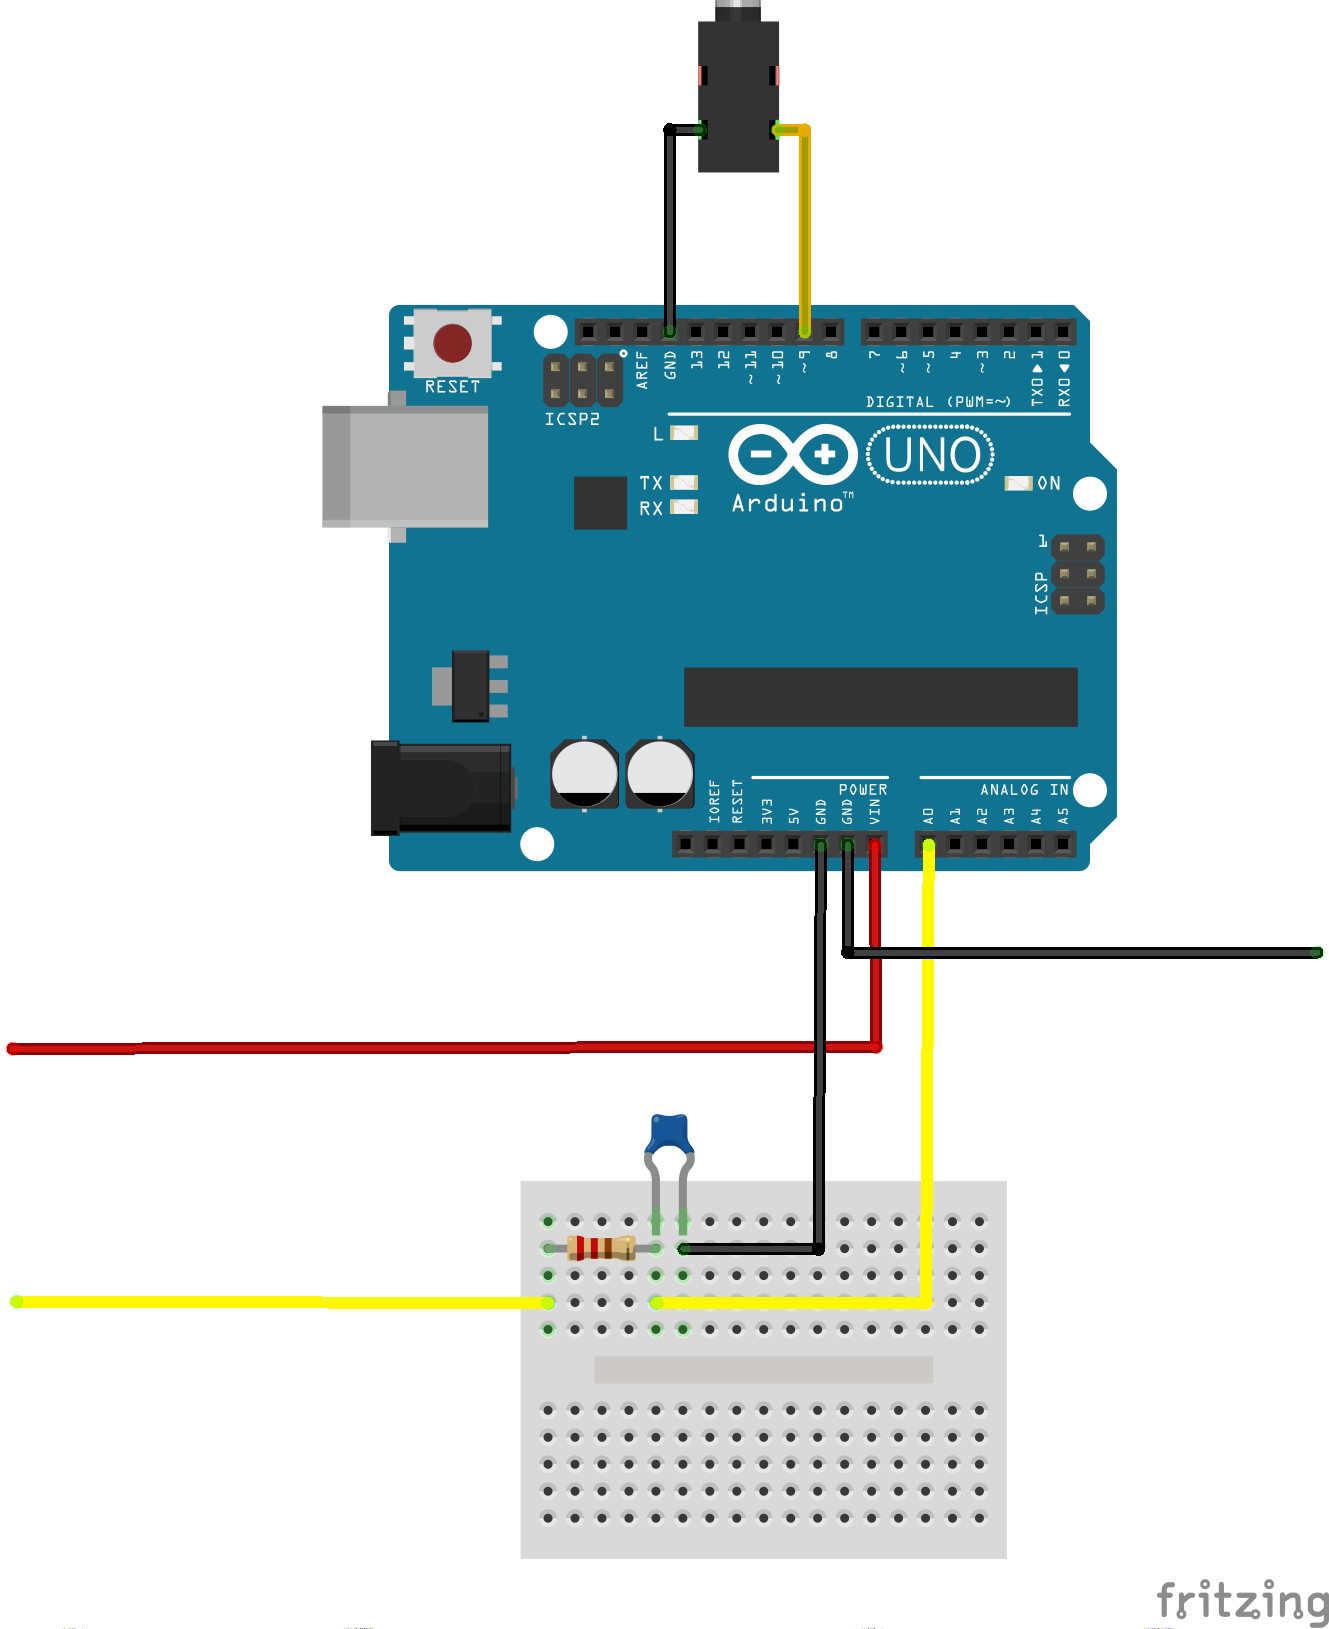 AREF
GND
13
12
~11
~10
~9
8
7
~6
~5
4
~3
2
TX0▶1
RX0◀0
RESET
ICSP2
DIGITAL (PWM=~)
L
TX
RX
UNO
Arduino™
ON
1
ICSP
IOREF
RESET
3V3
5V
GND
GND
VIN
POWER
ANALOG IN
A0
A1
A2
A3
A4
A5
fritzing